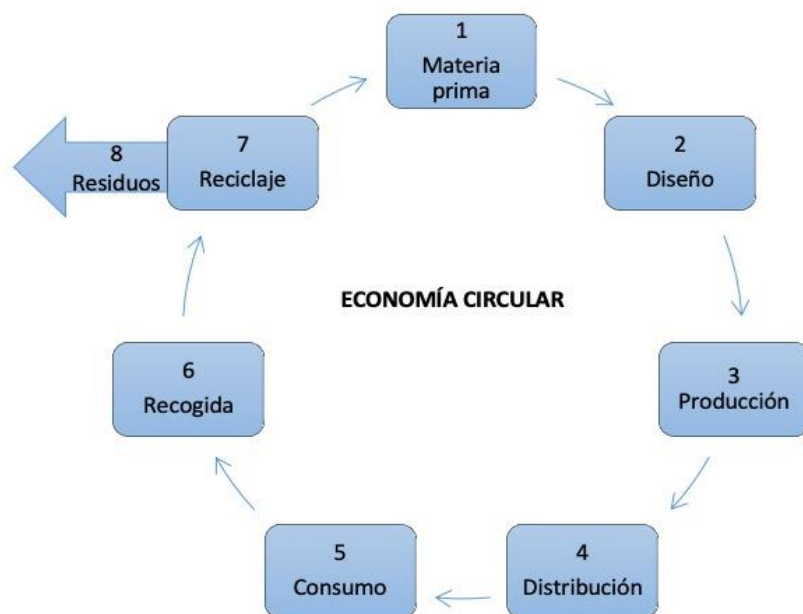 1
Materia
prima
2
Diseño
3
Producción
4
Distribución
5
Consumo
6
Recogida
7
Reciclaje
8
Residuos
ECONOMÍA CIRCULAR